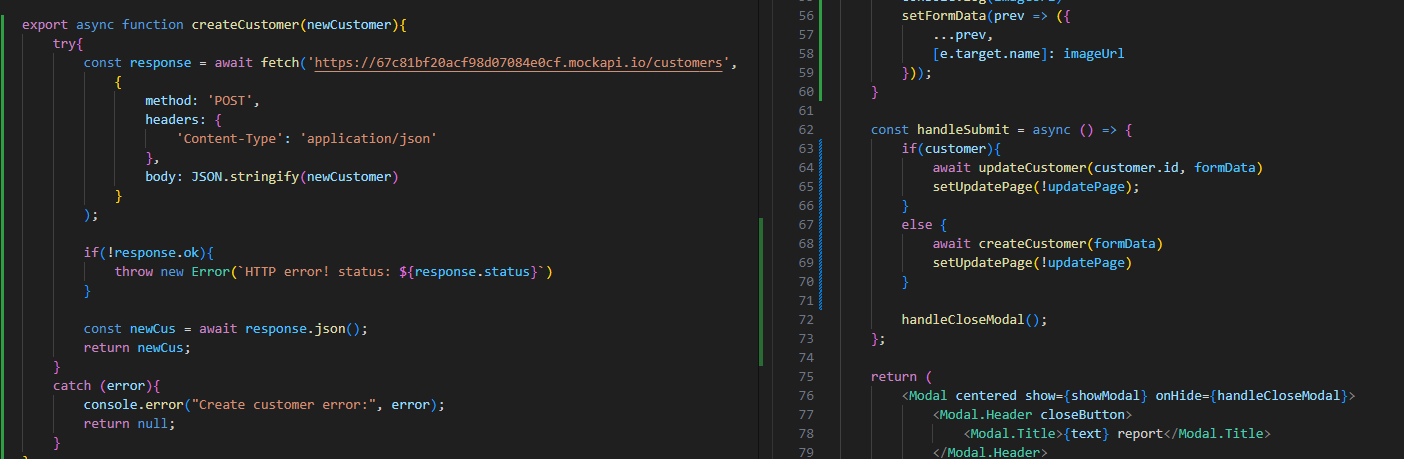 export async function createCustomer(newCustomer){
try{
const response = await fetch('https://67c81bf20acf98d07084e0cf.mockapi.io/customers',
{
method: 'POST',
headers: {
'Content-Type': 'application/json'
},
body: JSON.stringify(newCustomer)
}
);
if(!response.ok){
throw new Error(`HTTP error! status: ${response.status}`)
}
const newCus = await response.json();
return newCus;
}
catch (error){
console.error("Create customer error:", error);
return null;
}
56 setFormData(prev => ({
57 ...prev,
58 [e.target.name]: imageUrl
59 }));
60 }
61
62 const handleSubmit = async () => {
63 if(customer){
64 await updateCustomer(customer.id, formData)
65 setUpdatePage(!updatePage);
66 }
67 else {
68 await createCustomer(formData)
69 setUpdatePage(!updatePage)
70 }
71
72 handleCloseModal();
73 };
74
75 return (
76 <Modal centered show={showModal} onHide={handleCloseModal}>
77 <Modal.Header closeButton>
78 <Modal.Title>{text} report</Modal.Title>
79 </Modal.Header>